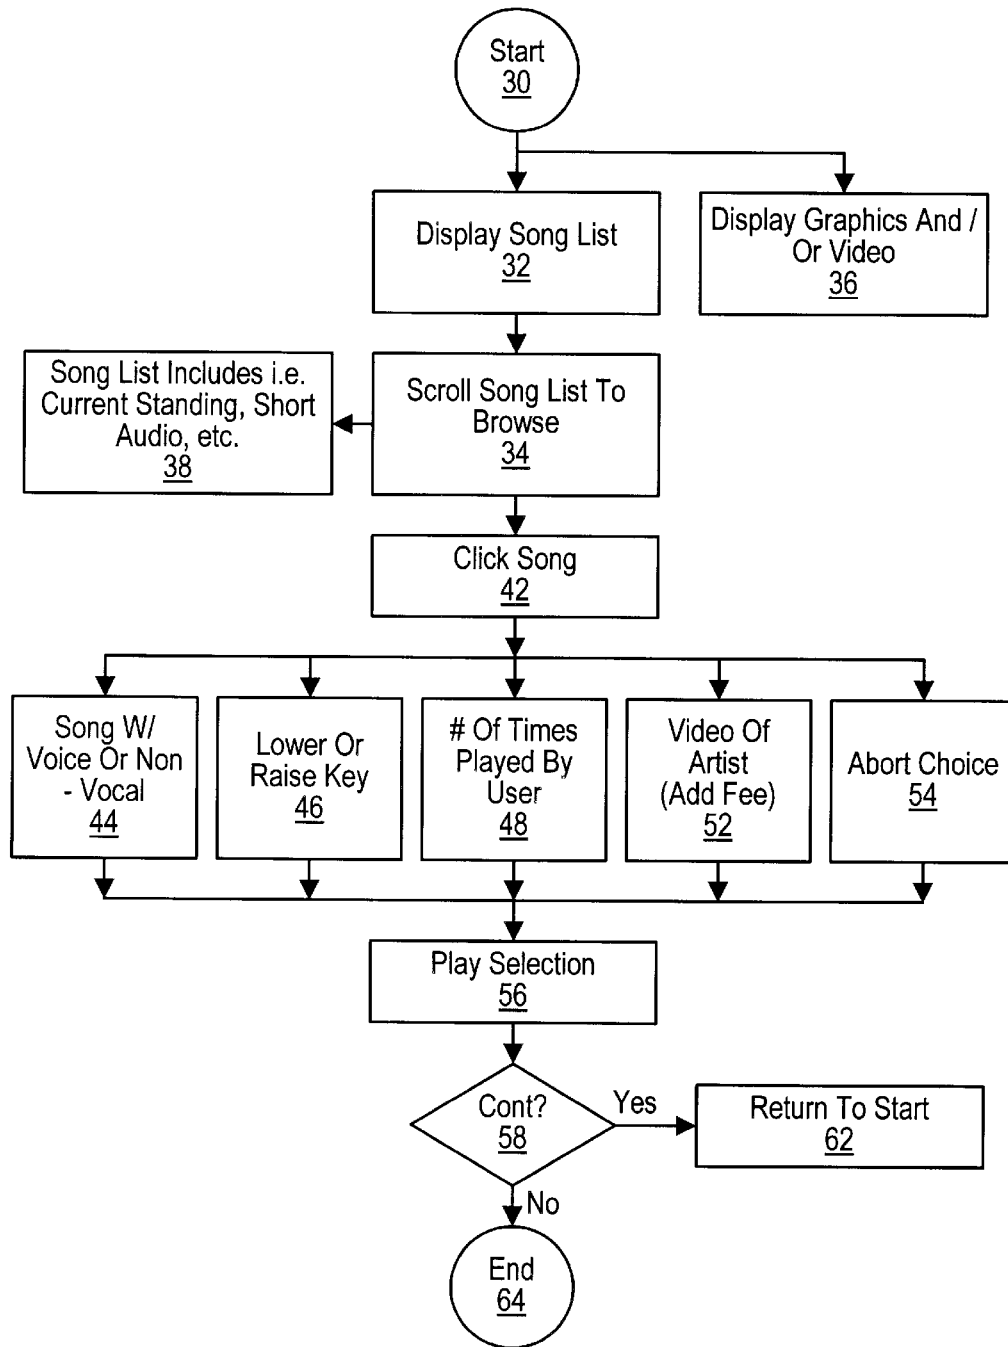 Start
30
Display Song List
32
Display Graphics And /
Or Video
36
Song List Includes i.e.
Current Standing, Short
Audio, etc.
38
Scroll Song List To
Browse
34
Click Song
42
Song W/
Voice Or Non
- Vocal
44
Lower Or
Raise Key
46
# Of Times
Played By
User
48
Video Of
Artist
(Add Fee)
52
Abort Choice
54
Play Selection
56
Cont?
58
Yes
Return To Start
62
No
End
64